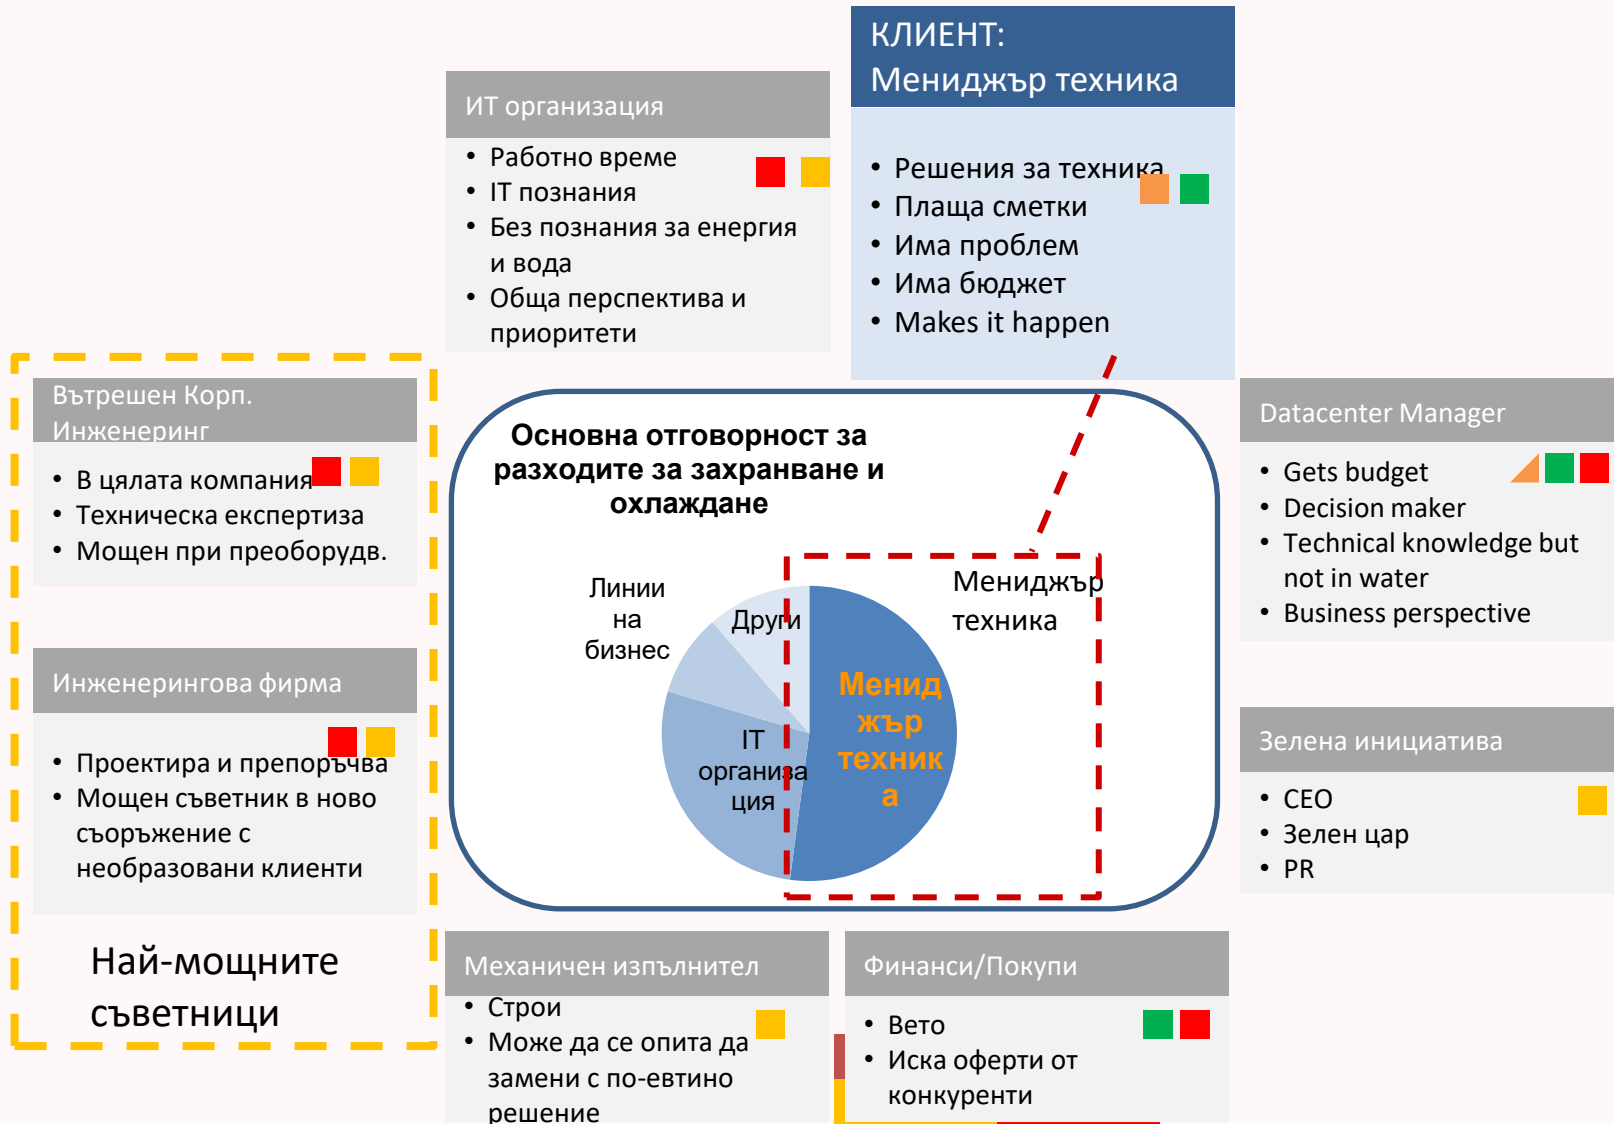 КЛИЕНТ:
Мениджър техника
• Решения за техника
• Плаща сметки
• Има проблем
• Има бюджет
• Makes it happen
ИТ организация
• Работно време
• IT познания
• Без познания за енергия
и вода
• Обща перспектива и
приоритети
Вътрешен Корп.
Инженеринг
• В цялата компания
• Техническа експертиза
• Мощен при преоборудв.
Инженерингова фирма
• Проектира и препоръчва
• Мощен съветник в ново
съоръжение с
необразовани клиенти
Най-мощните
съветници
Основна отговорност за
разходите за захранване и
охлаждане
Линии
на
бизнес
Други
IT
организа
ция
Менид
жър
техник
а
Мениджър
техника
Datacenter Manager
• Gets budget
• Decision maker
• Technical knowledge but
not in water
• Business perspective
Зелена инициатива
• CEO
• Зелен цар
• PR
Механичен изпълнител
• Строи
• Може да се опита да
замени с по-евтино
решение
Финанси/Покупи
• Вето
• Иска оферти от
конкуренти